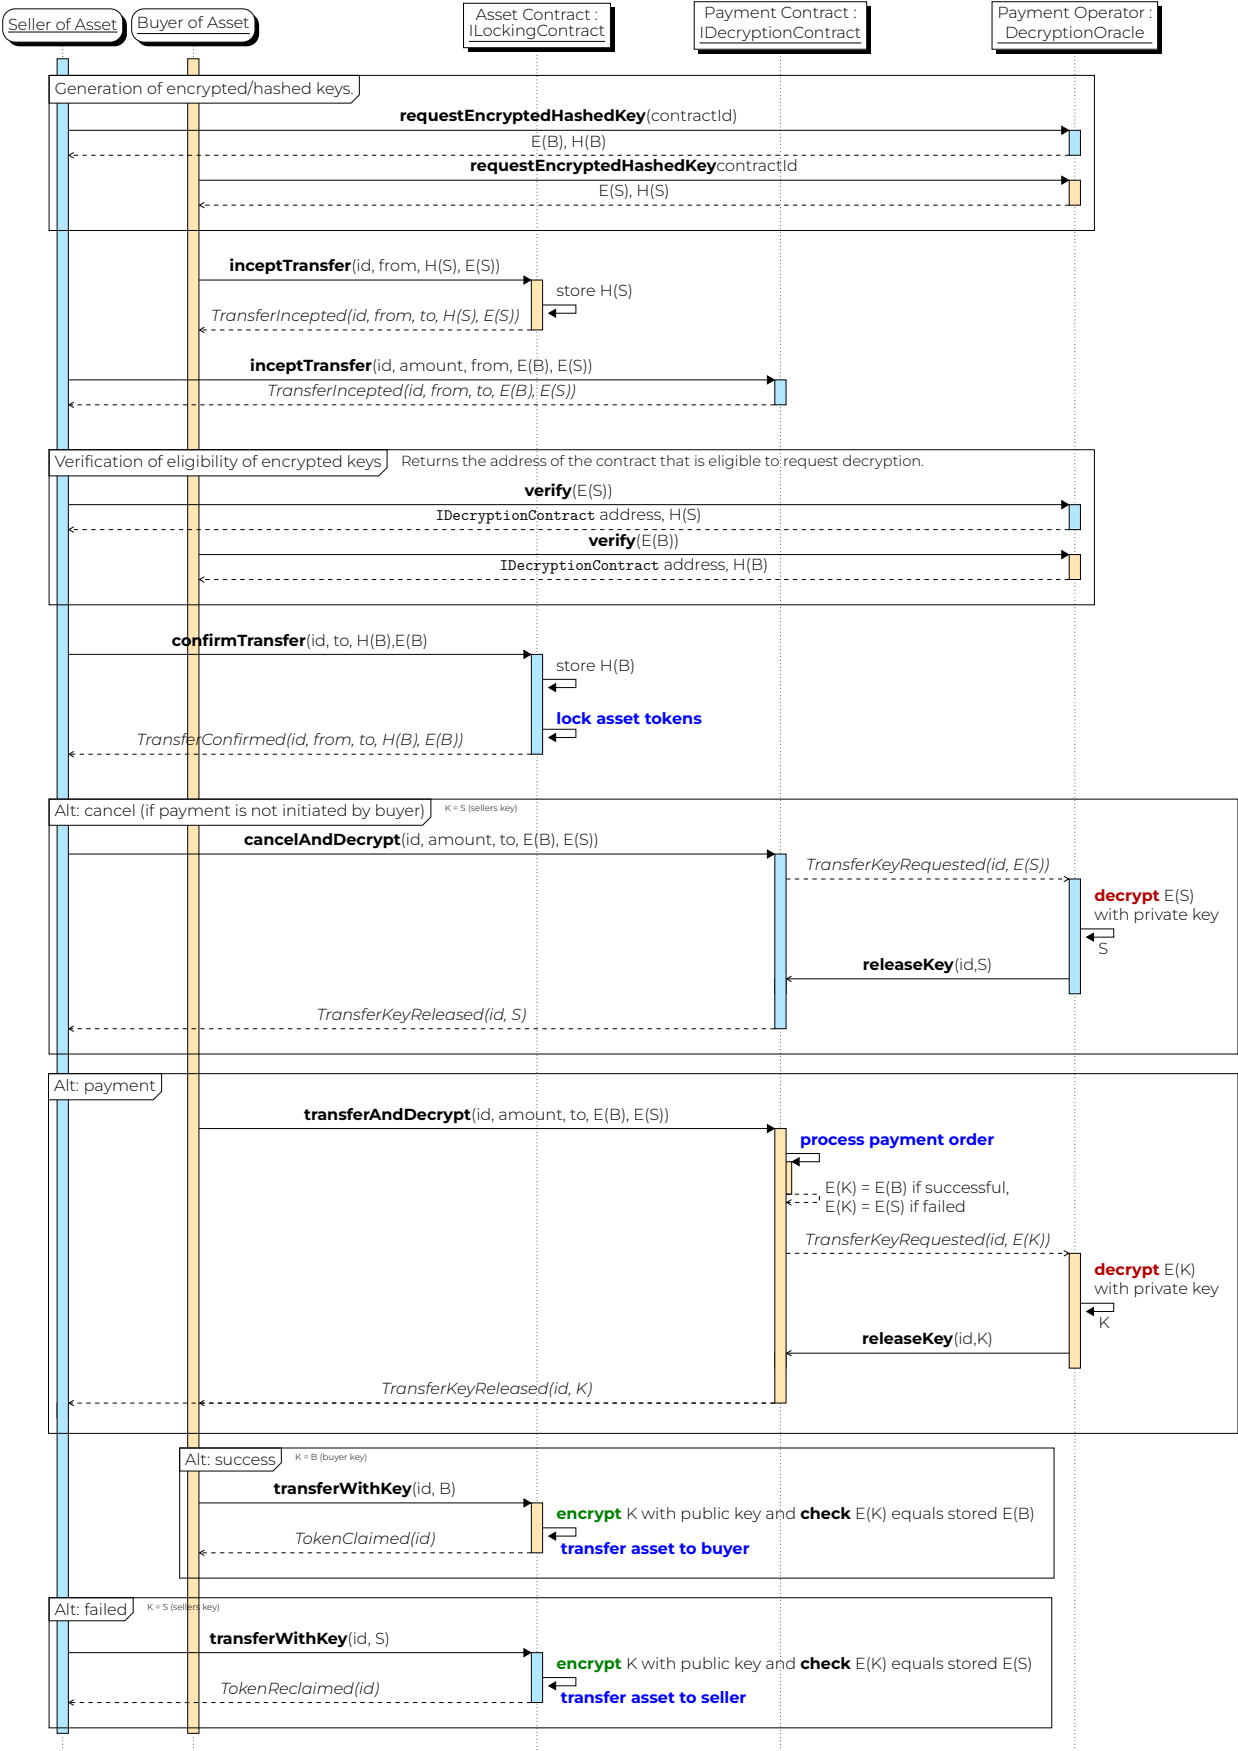 Seller of Asset
Buyer of Asset
Asset Contract :
ILockingContract
Payment Contract :
IDecryptionContract
Payment Operator :
DecryptionOracle
Generation of encrypted/hashed keys.
requestEncryptedHashedKey(contractId)
E(B), H(B)
requestEncryptedHashedKeycontractId
E(S), H(S)
inceptTransfer(id, from, H(S), E(S))
store H(S)
TransferIncepted(id, from, to, H(S), E(S))
inceptTransfer(id, amount, from, E(B), E(S))
TransferIncepted(id, from, to, E(B), E(S))
Verification of eligibility of encrypted keys
Returns the address of the contract that is eligible to request decryption.
verify(E(S))
IDecryptionContract address, H(S)
verify(E(B))
IDecryptionContract address, H(B)
confirmTransfer(id, to, H(B),E(B)
store H(B)
lock asset tokens
TransferConfirmed(id, from, to, H(B), E(B))
Alt: cancel (if payment is not initiated by buyer)
K = S (sellers key)
cancelAndDecrypt(id, amount, to, E(B), E(S))
TransferKeyRequested(id, E(S))
decrypt E(S)
with private key
S
releaseKey(id,S)
TransferKeyReleased(id, S)
Alt: payment
transferAndDecrypt(id, amount, to, E(B), E(S))
process payment order
E(K) = E(B) if successful,
E(K) = E(S) if failed
TransferKeyRequested(id, E(K))
decrypt E(K)
with private key
K
releaseKey(id,K)
TransferKeyReleased(id, K)
Alt: success
K = B (buyer key)
transferWithKey(id, B)
encrypt K with public key and check E(K) equals stored E(B)
TokenClaimed(id)
transfer asset to buyer
Alt: failed
K = S (sellers key)
transferWithKey(id, S)
encrypt K with public key and check E(K) equals stored E(S)
TokenReclaimed(id)
transfer asset to seller